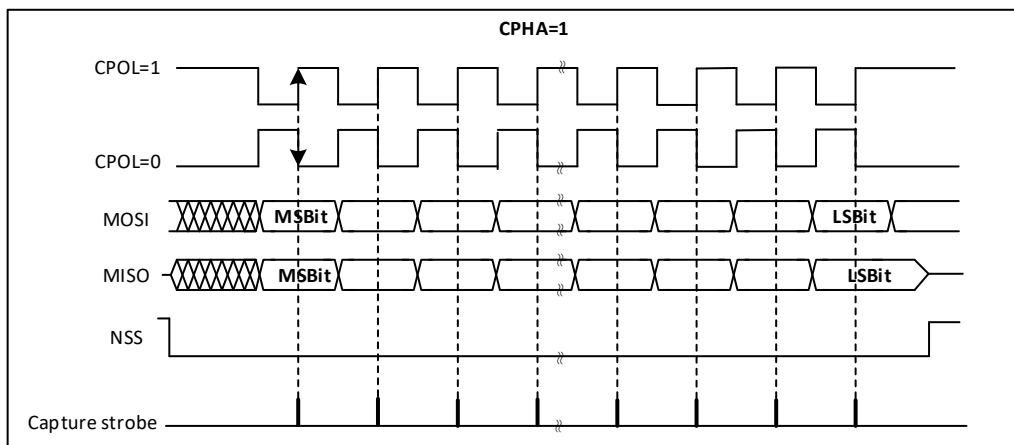 CPHA=1
CPOL=1
CPOL=0
MOSI MSBit LSBit
MISO MSBit LSBit
NSS
Capture strobe